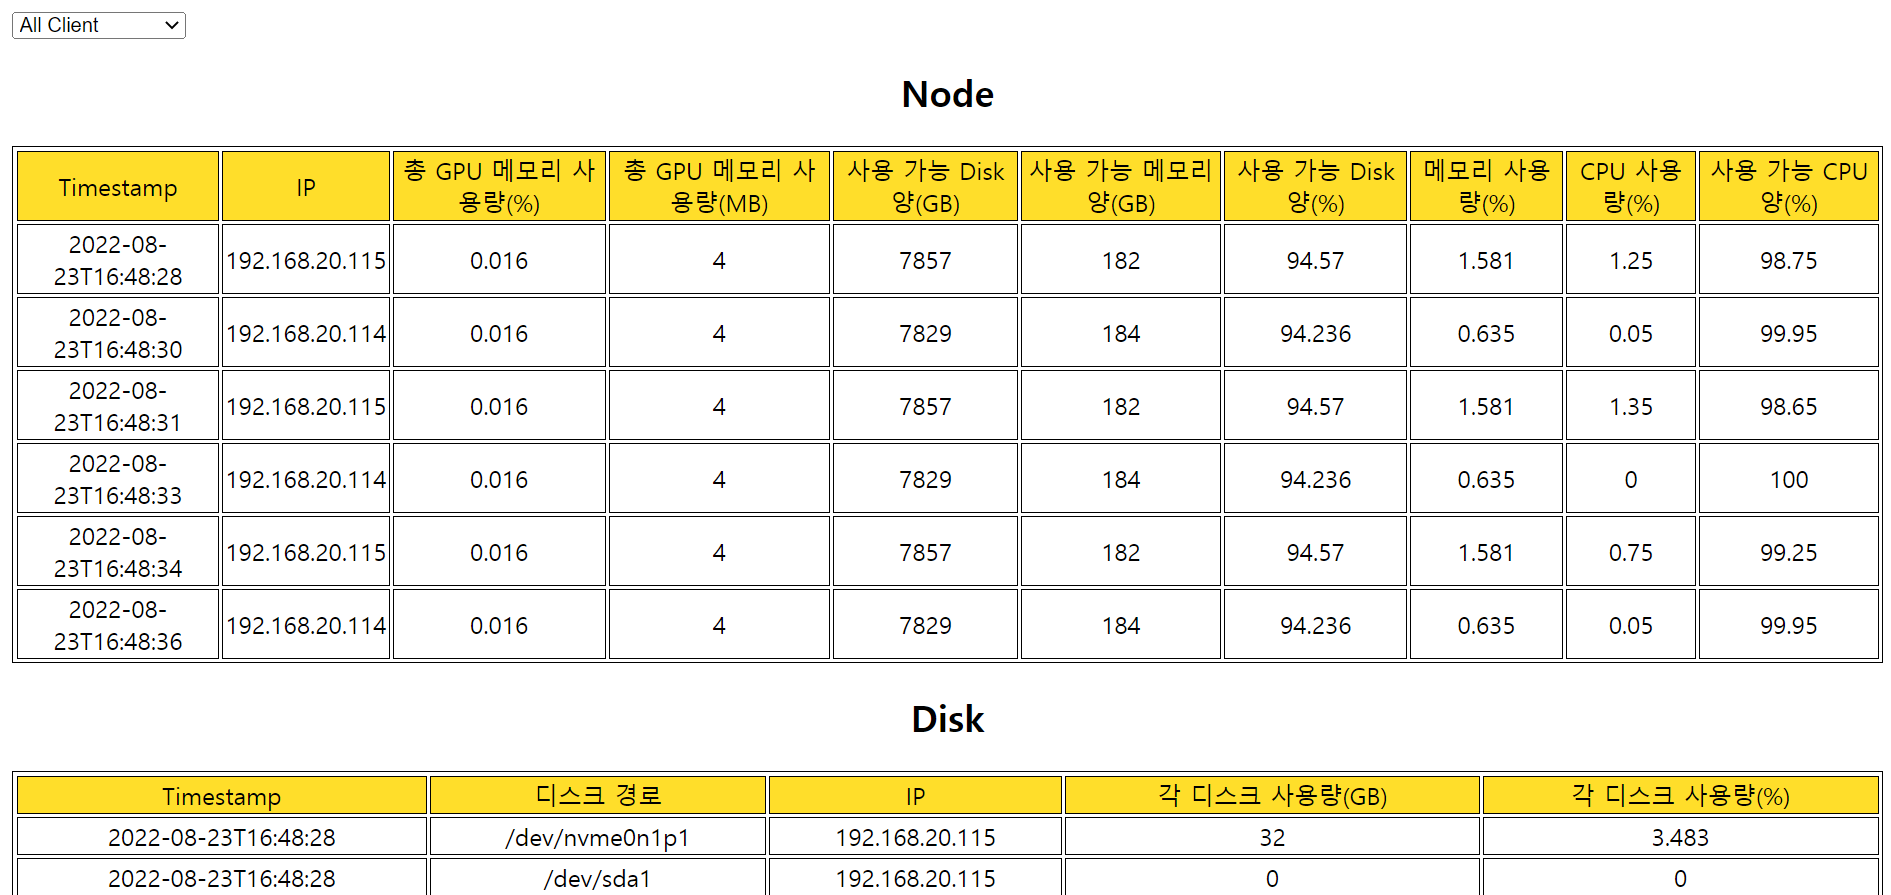 All Client
Node
Timestamp IP 총 GPU 메모리 사용량(%) 총 GPU 메모리 사용량(MB) 사용 가능 Disk 양(GB) 사용 가능 메모리 양(GB) 사용 가능 Disk 양(%) 메모리 사용량(%) CPU 사용량(%) 사용 가능 CPU 양(%)
2022-08-23T16:48:28 192.168.20.115 0.016 4 7857 182 94.57 1.581 1.25 98.75
2022-08-23T16:48:30 192.168.20.114 0.016 4 7829 184 94.236 0.635 0.05 99.95
2022-08-23T16:48:31 192.168.20.115 0.016 4 7857 182 94.57 1.581 1.35 98.65
2022-08-23T16:48:33 192.168.20.114 0.016 4 7829 184 94.236 0.635 0 100
2022-08-23T16:48:34 192.168.20.115 0.016 4 7857 182 94.57 1.581 0.75 99.25
2022-08-23T16:48:36 192.168.20.114 0.016 4 7829 184 94.236 0.635 0.05 99.95
Disk
Timestamp 디스크 경로 IP 각 디스크 사용량(GB) 각 디스크 사용량(%)
2022-08-23T16:48:28 /dev/nvme0n1p1 192.168.20.115 32 3.483
2022-08-23T16:48:28 /dev/sda1 192.168.20.115 0 0